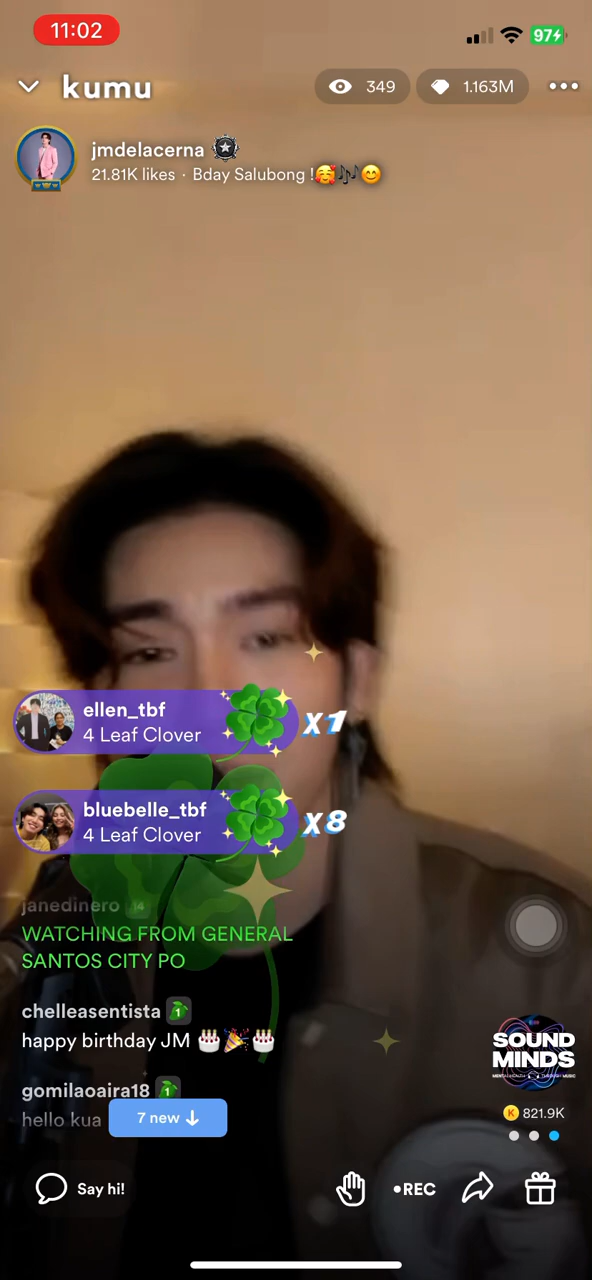 11:02
97
kumu
349
1.163M
jmdelacerna
21.81K likes · Bday Salubong !🥰🎶😊
ellen_tbf
4 Leaf Clover
X1
bluebelle_tbf
4 Leaf Clover
X8
janedinero 14
WATCHING FROM GENERAL
SANTOS CITY PO
chelleasentista 1
happy birthday JM 🎂🎉🎂
gomilaoaira18 1
hello kua
7 new ↓
SOUND
MINDS
K 821.9K
Say hi!
•REC